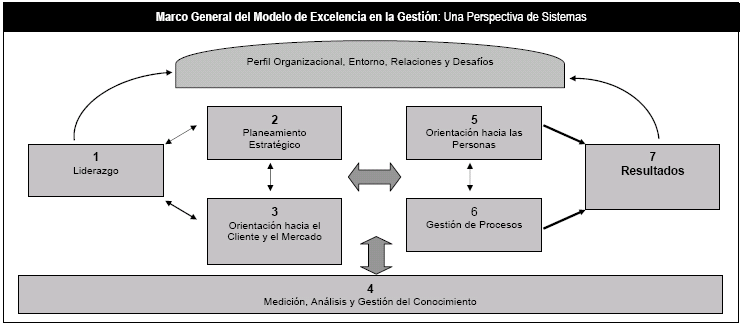 Marco General del Modelo de Excelencia en la Gestión: Una Perspectiva de Sistemas
Perfil Organizacional, Entorno, Relaciones y Desafíos
1
Liderazgo
2
Planeamiento
Estratégico
3
Orientación hacia el
Cliente y el Mercado
5
Orientación hacia las
Personas
6
Gestión de Procesos
7
Resultados
4
Medición, Análisis y Gestión del Conocimiento